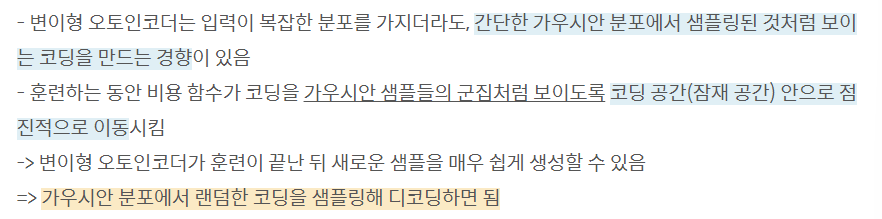 - 변이형 오토인코더는 입력이 복잡한 분포를 가지더라도, 간단한 가우시안 분포에서 샘플링된 것처럼 보이
는 코딩을 만드는 경향이 있음
- 훈련하는 동안 비용 함수가 코딩을 가우시안 샘플들의 군집처럼 보이도록 코딩 공간(잠재 공간) 안으로 점
진적으로 이동시킴
-> 변이형 오토인코더가 훈련이 끝난 뒤 새로운 샘플을 매우 쉽게 생성할 수 있음
=> 가우시안 분포에서 랜덤한 코딩을 샘플링해 디코딩하면 됨